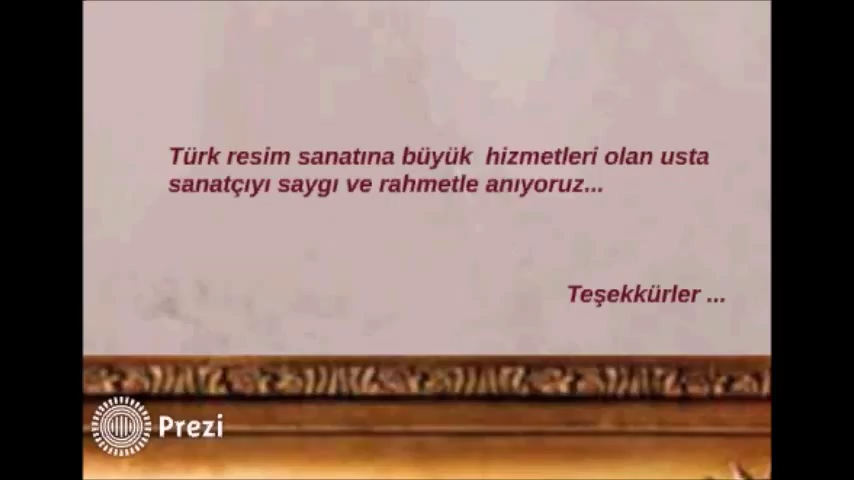 Türk resim sanatına büyük hizmetleri olan usta
sanatçıyı saygı ve rahmetle anıyoruz...
Teşekkürler ...
Prezi